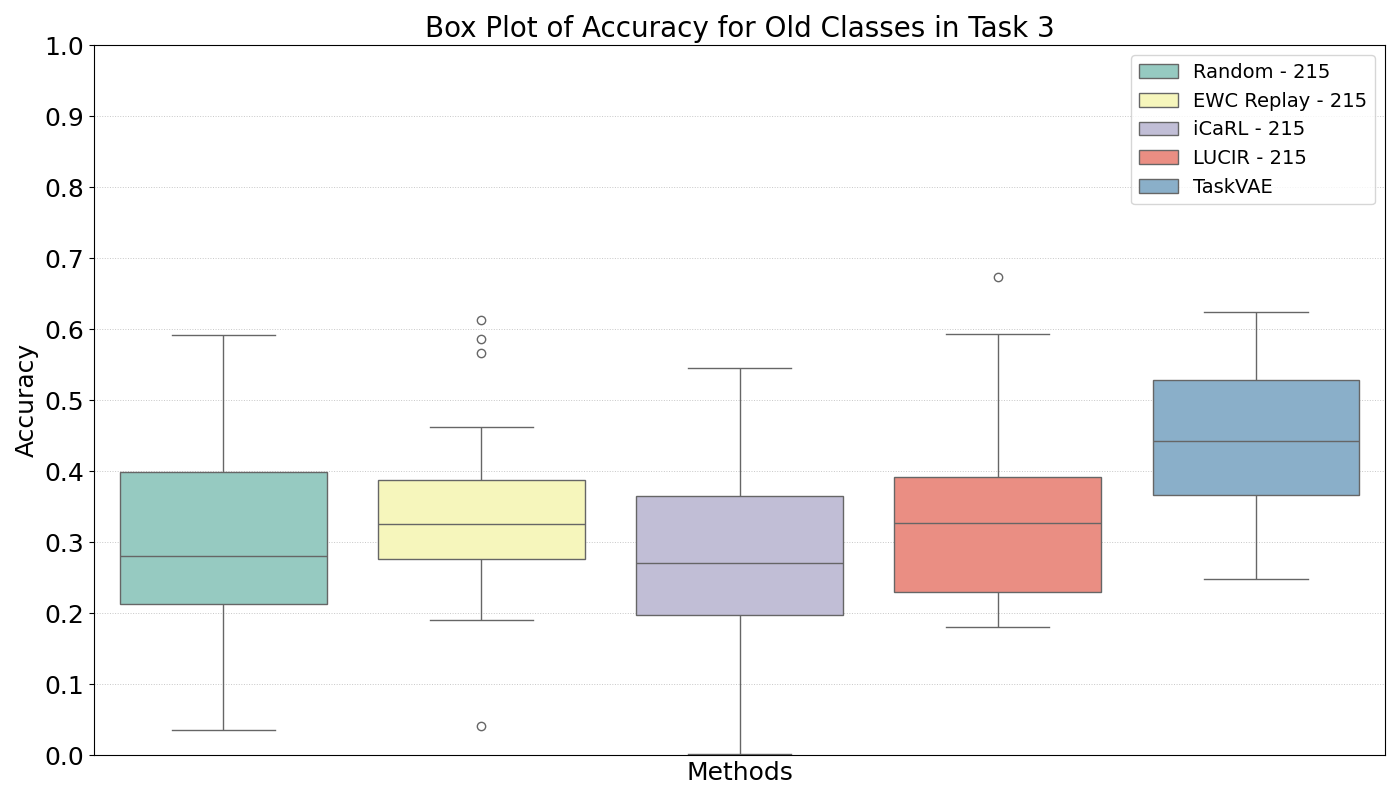 Box Plot of Accuracy for Old Classes in Task 3
1.0
0.9
0.8
0.7
0.6
0.5
0.4
0.3
0.2
0.1
0.0
Accuracy
Methods
Random - 215
EWC Replay - 215
iCaRL - 215
LUCIR - 215
TaskVAE